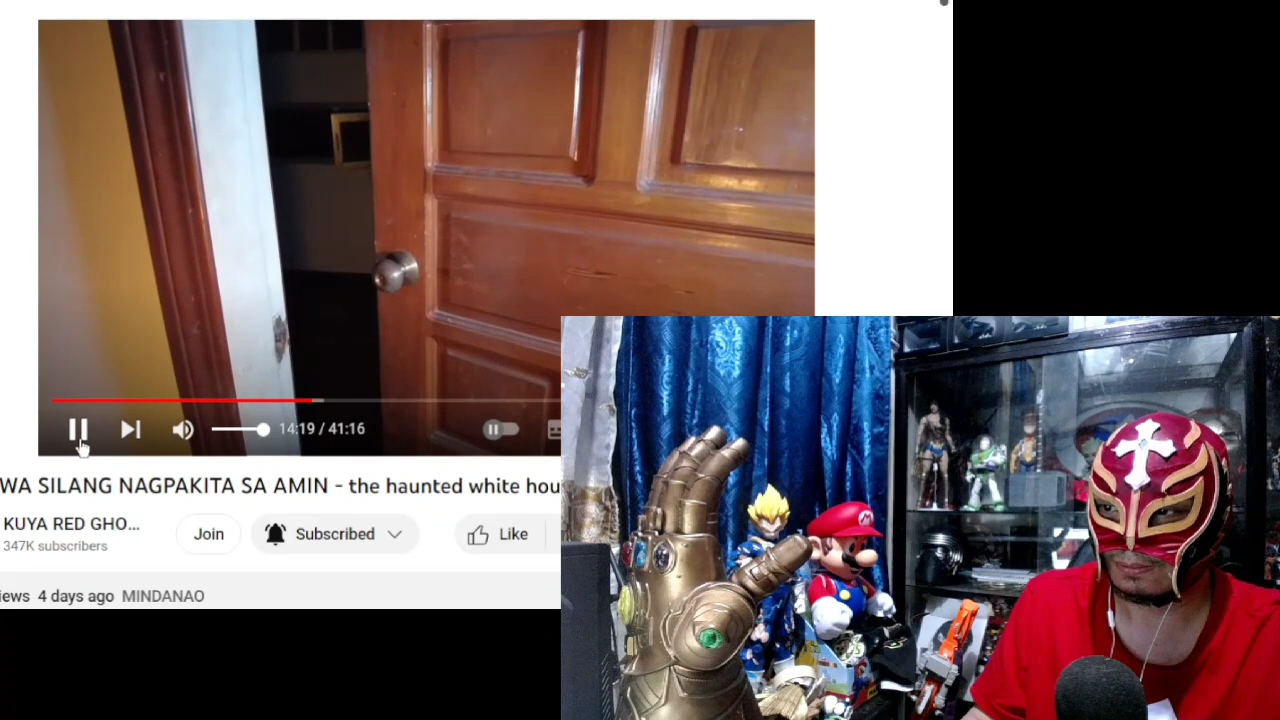 14:19 / 41:16
WA SILANG NAGPAKITA SA AMIN - the haunted white hou
KUYA RED GHO...
347K subscribers
Join
Subscribed
Like
iews 4 days ago MINDANAO